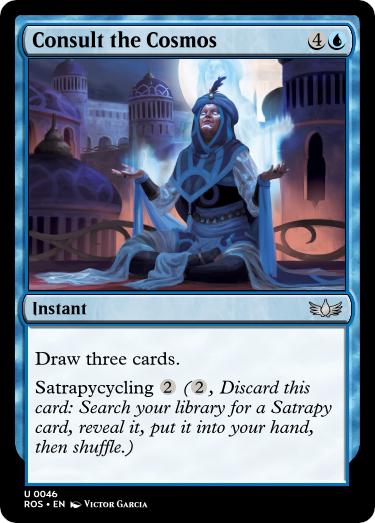 Consult the Cosmos 4
Instant
Draw three cards.
Satrapycycling 2 (2, Discard this
card: Search your library for a Satrapy
card, reveal it, put it into your hand,
then shuffle.)
U 0046
ROS • EN Victor Garcia